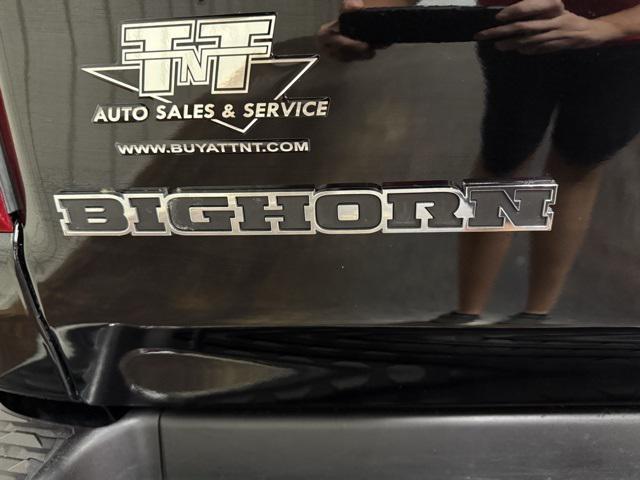 TNT
AUTO SALES & SERVICE
WWW.BUYATTNT.COM
BIGHORN